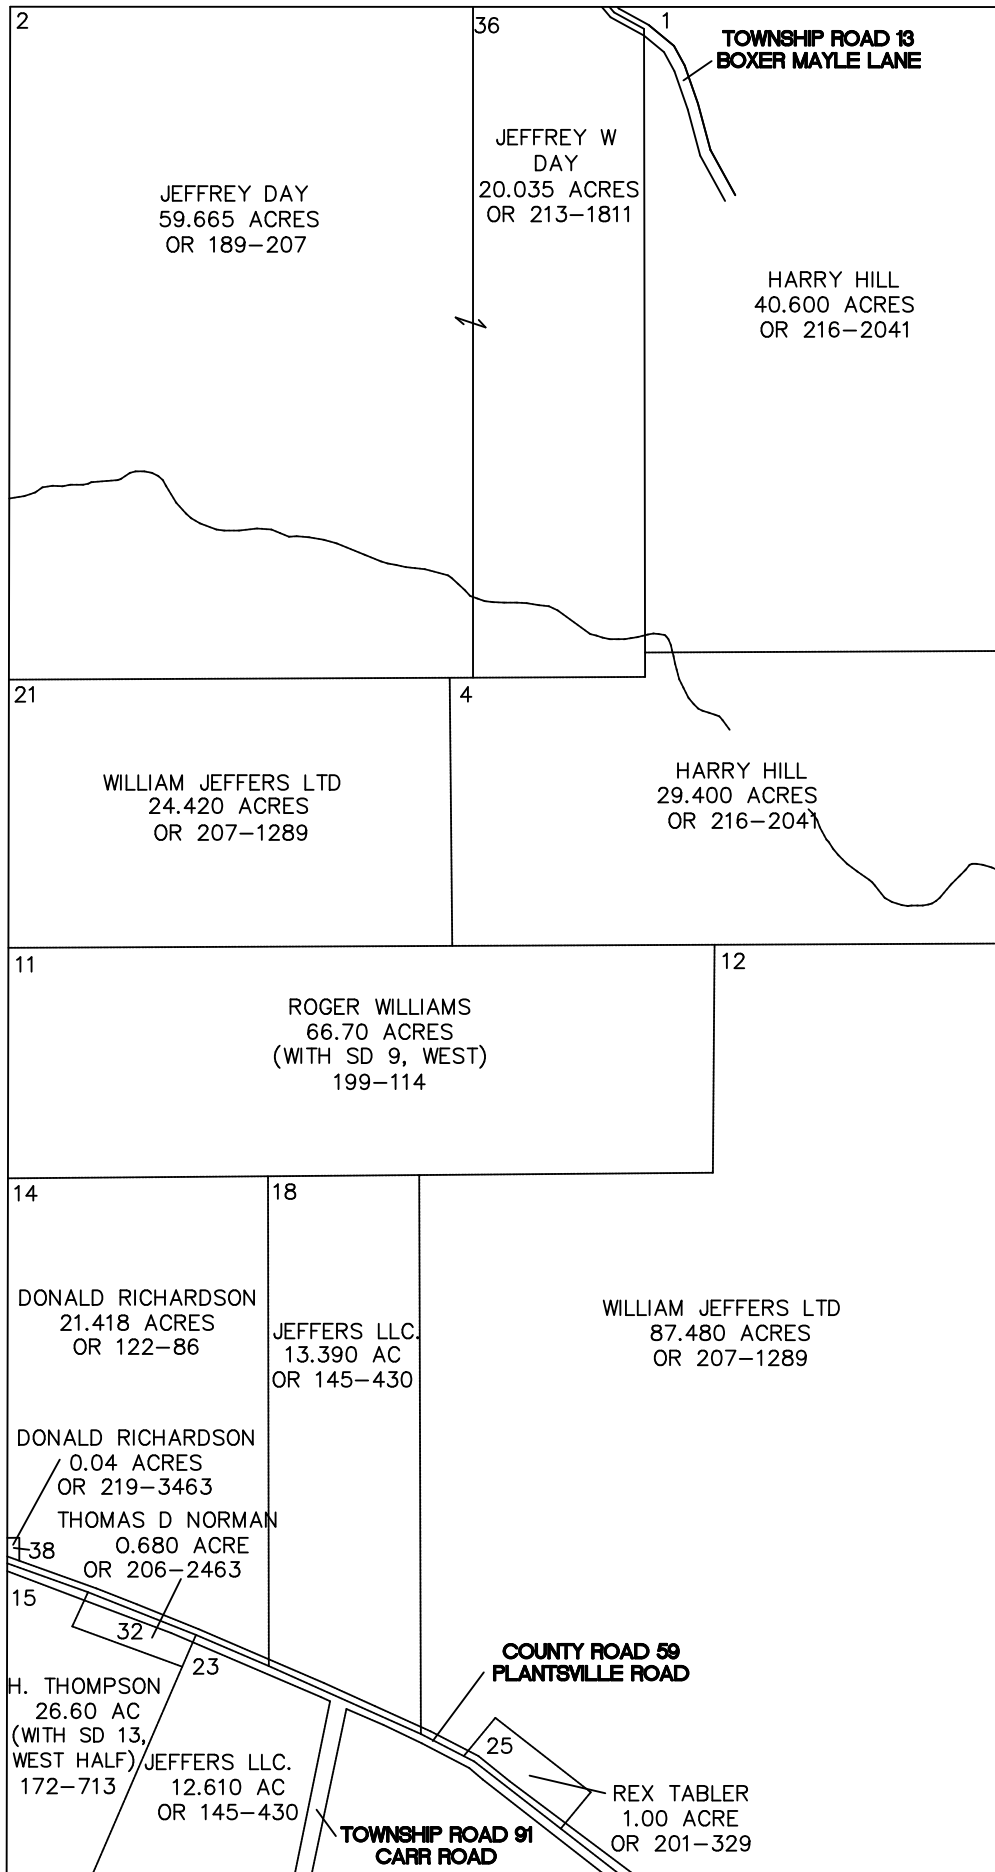 2
36
1
TOWNSHIP ROAD 13
BOXER MAYLE LANE
JEFFREY DAY
59.665 ACRES
OR 189-207
JEFFREY W
DAY
20.035 ACRES
OR 213-1811
HARRY HILL
40.600 ACRES
OR 216-2041
21
4
WILLIAM JEFFERS LTD
24.420 ACRES
OR 207-1289
HARRY HILL
29.400 ACRES
OR 216-2041
11
12
ROGER WILLIAMS
66.70 ACRES
(WITH SD 9, WEST)
199-114
14
18
DONALD RICHARDSON
21.418 ACRES
OR 122-86
JEFFERS LLC.
13.390 AC
OR 145-430
WILLIAM JEFFERS LTD
87.480 ACRES
OR 207-1289
DONALD RICHARDSON
0.04 ACRES
OR 219-3463
THOMAS D NORMAN
0.680 ACRE
OR 206-2463
38
15
32
23
COUNTY ROAD 59
PLANTSVILLE ROAD
H. THOMPSON
26.60 AC
(WITH SD 13,
WEST HALF)
172-713
JEFFERS LLC.
12.610 AC
OR 145-430
25
REX TABLER
1.00 ACRE
OR 201-329
TOWNSHIP ROAD 91
CARR ROAD